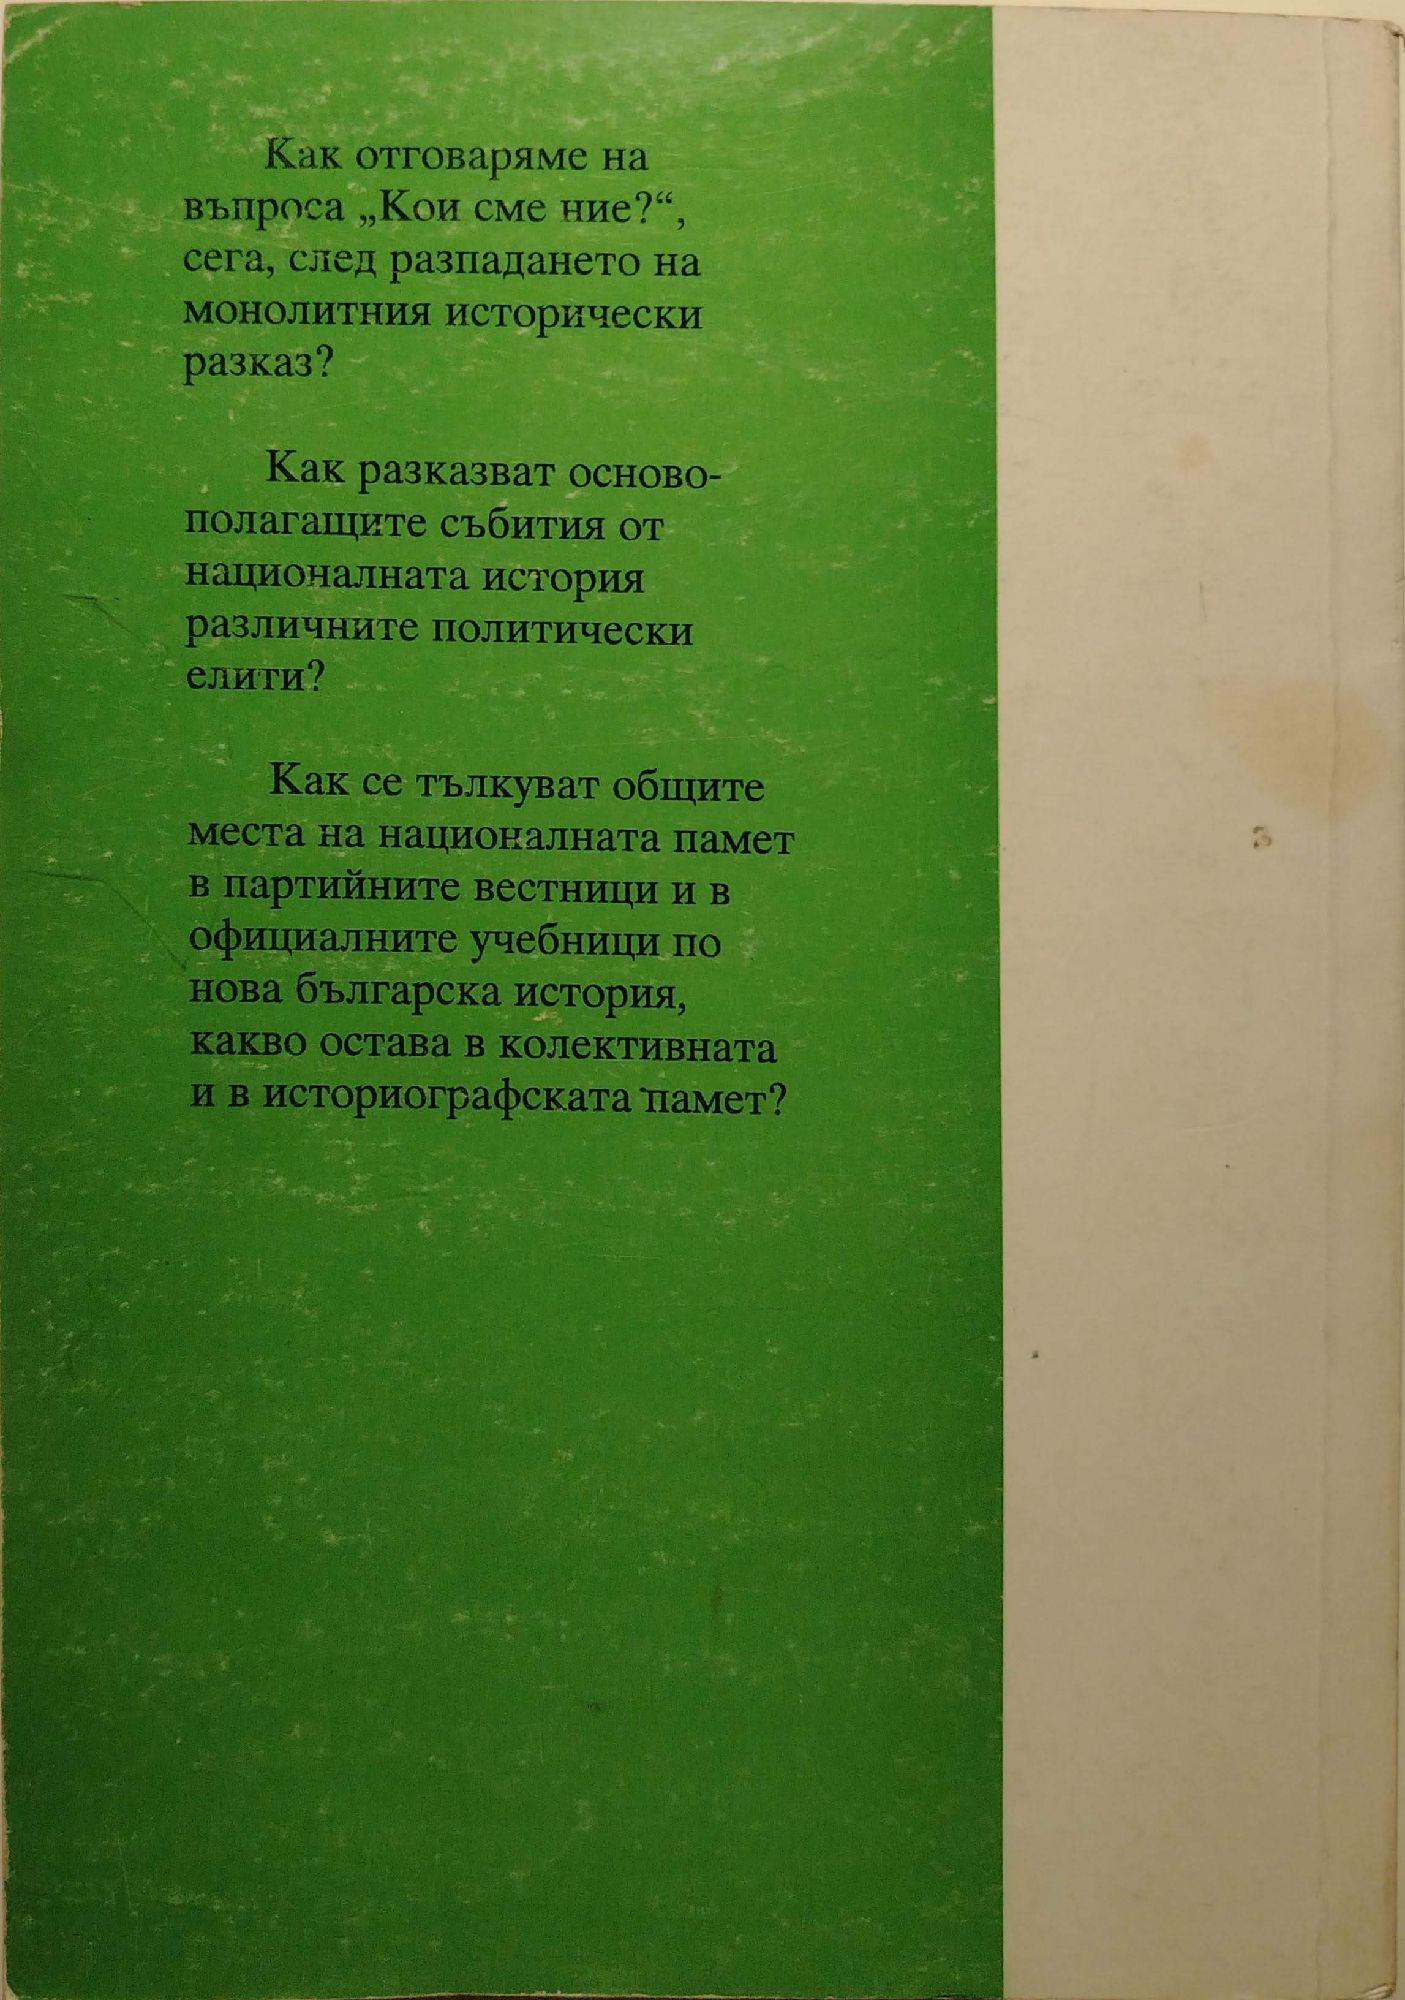 Как отговаряме на
въпроса „Кои сме ние?“,
сега, след разпадането на
монолитния исторически
разказ?
Как разказват осново-
полагащите събития от
националната история
различните политически
елити?
Как се тълкуват общите
места на националната памет
в партийните вестници и в
официалните учебници по
нова българска история,
какво остава в колективната
и в историографската памет?